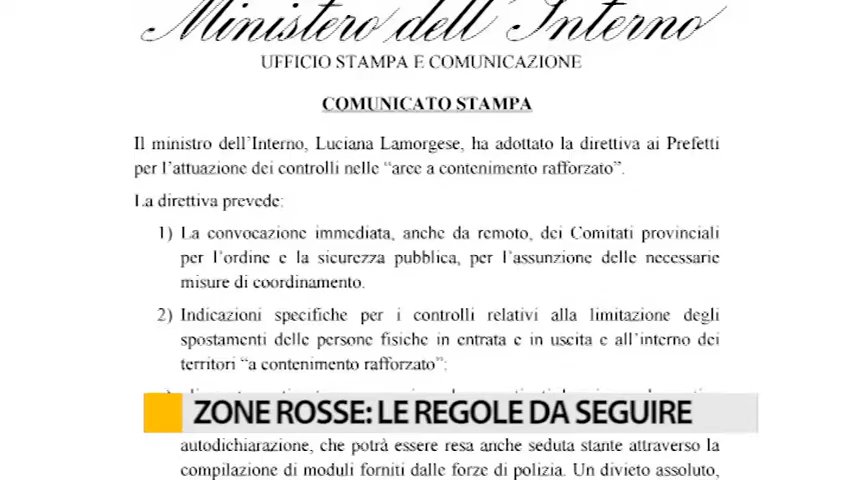 Ministero dell'Interno
UFFICIO STAMPA E COMUNICAZIONE
COMUNICATO STAMPA
Il ministro dell'Interno, Luciana Lamorgese, ha adottato la direttiva ai Prefetti
per l'attuazione dei controlli nelle “aree a contenimento rafforzato”.
La direttiva prevede:
1) La convocazione immediata, anche da remoto, dei Comitati provinciali
per l'ordine e la sicurezza pubblica, per l'assunzione delle necessarie
misure di coordinamento.
2) Indicazioni specifiche per i controlli relativi alla limitazione degli
spostamenti delle persone fisiche in entrata e in uscita e all'interno dei
territori “a contenimento rafforzato”;
ZONE ROSSE: LE REGOLE DA SEGUIRE
autodichiarazione, che potrà essere resa anche seduta stante attraverso la
compilazione di moduli forniti dalle forze di polizia. Un divieto assoluto,